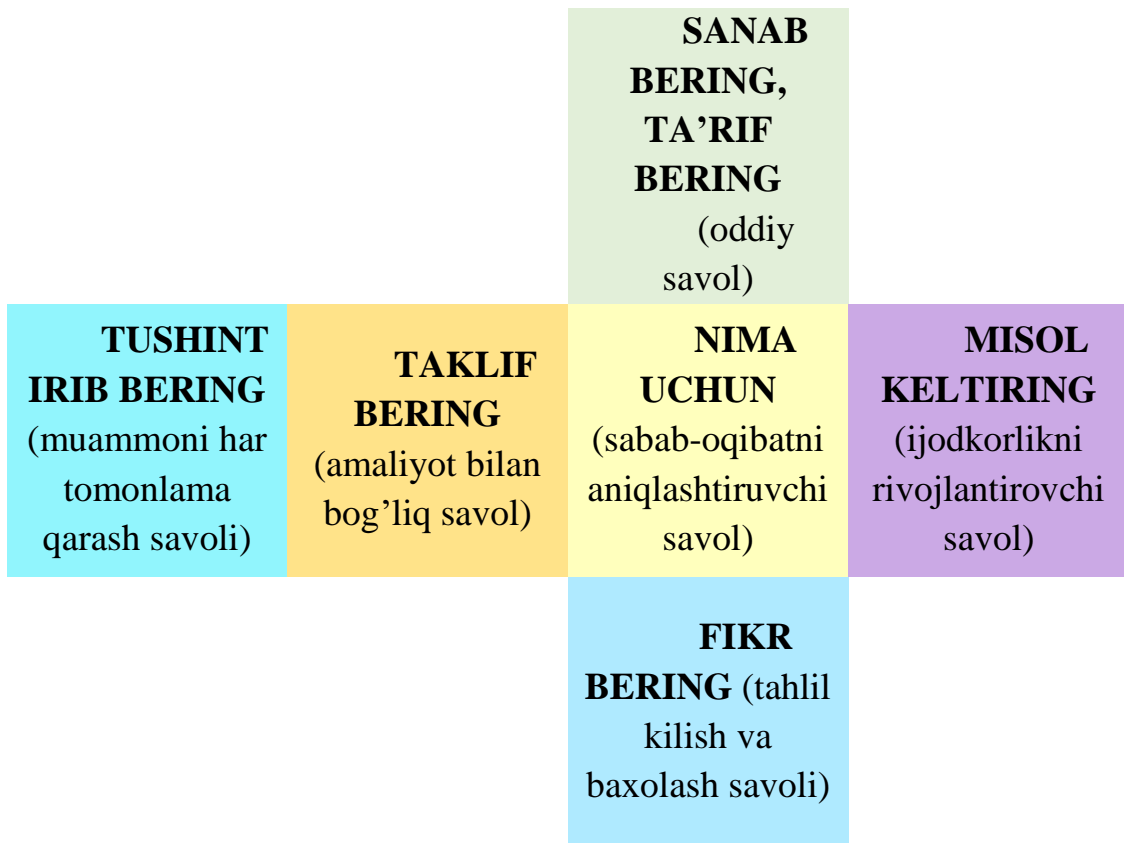 SANAB
BERING,
TA’RIF
BERING
(oddiy
savol)
TUSHINT
IRIB BERING
(muammoni har
tomonlama
qarash savoli)
TAKLIF
BERING
(amaliyot bilan
bog’liq savol)
NIMA
UCHUN
(sabab-oqibatni
aniqlashtiruvchi
savol)
MISOL
KELTIRING
(ijodkorlikni
rivojlantirovchi
savol)
FIKR
BERING (tahlil
kilish va
baxolash savoli)